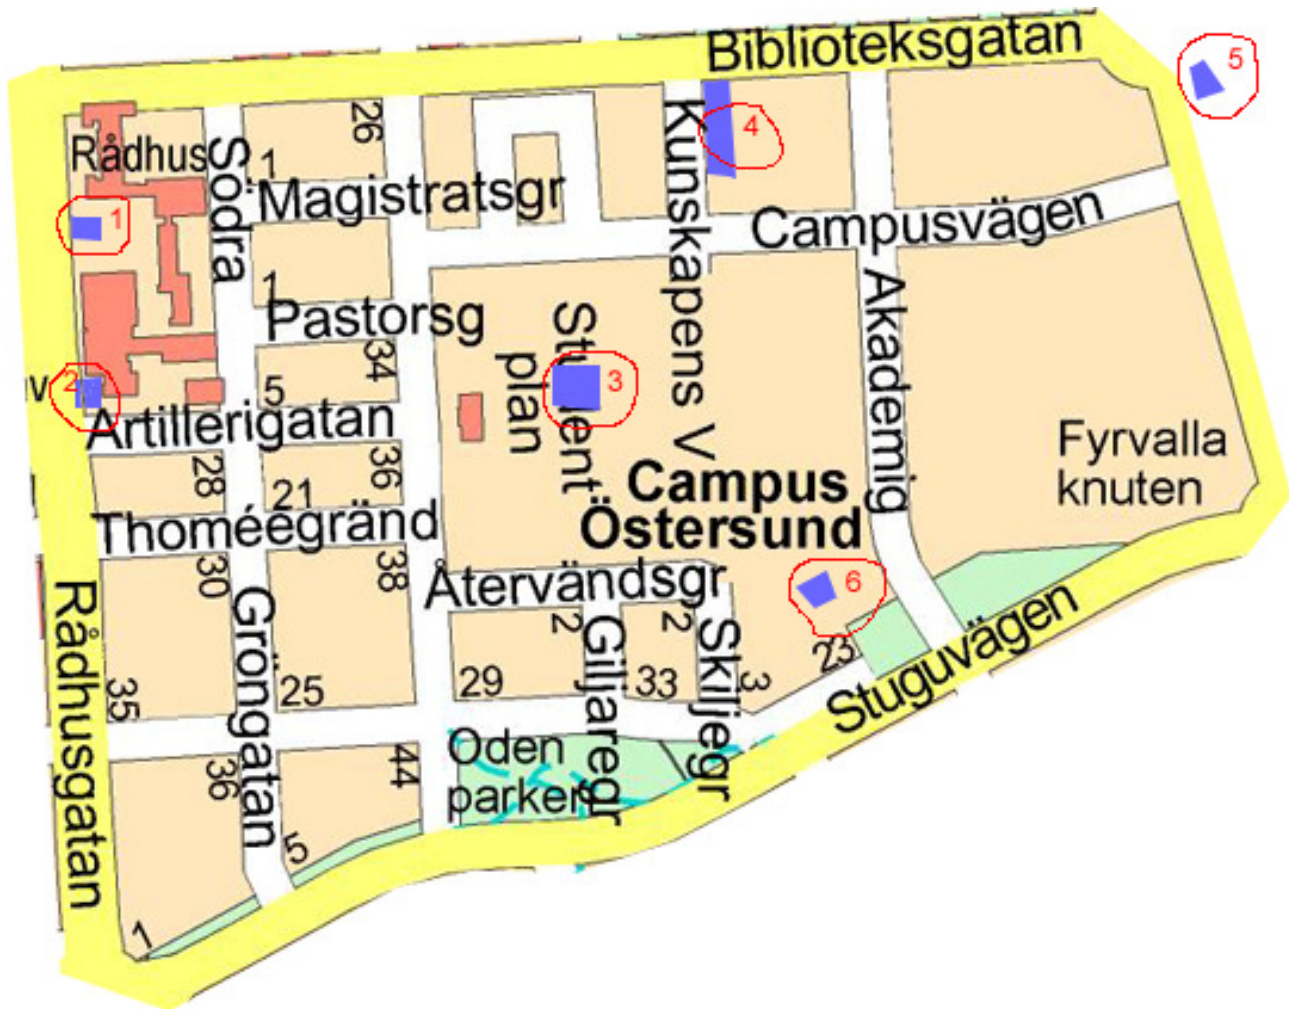 Biblioteksgatan
5
26
4
Rådhus
Södra
1
Magistratsgr
Kunskapens V
Campusvägen
1
1
Pastorsg
Student
plan
Akademig
34
3
v
2
5
Artillerigatan
36
28
21
Fyrvalla
knuten
Campus
Östersund
Thoméegränd
30
38
Återvändsgr
6
Rådhusgatan
Gröngatan
2
Giljaregr
2
Skiljegr
3
23
35
25
29
33
Stuguvägen
36
44
Oden
parken
5
1